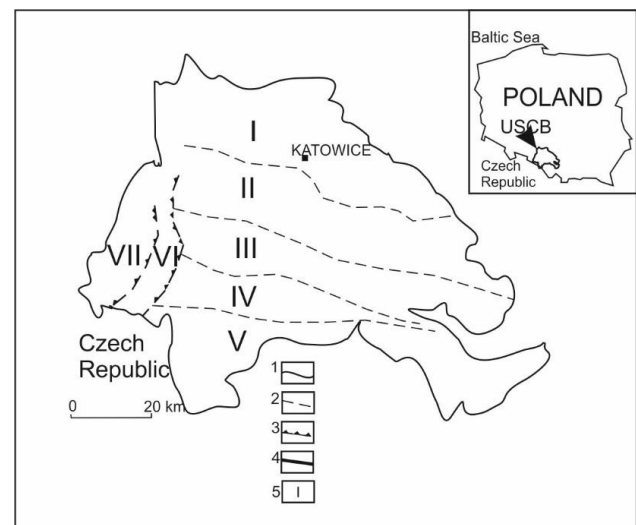 Baltic Sea
POLAND
USCB
Czech
Republic
I
KATOWICE
II
III
VII
VI
IV
V
Czech
Republic
0 20 km
1
2
3
4
5 I